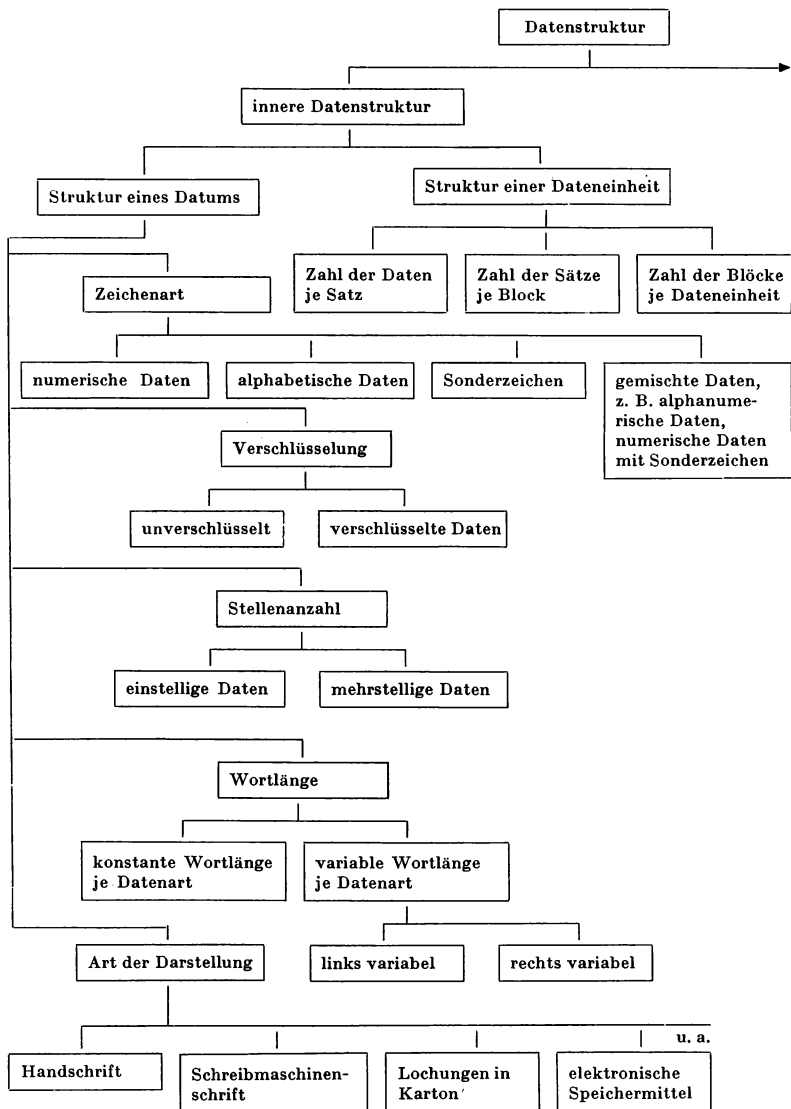 Datenstruktur
innere Datenstruktur
Struktur eines Datums
Struktur einer Dateneinheit
Zeichenart
Zahl der Daten
je Satz
Zahl der Sätze
je Block
Zahl der Blöcke
je Dateneinheit
numerische Daten
alphabetische Daten
Sonderzeichen
gemischte Daten,
z. B. alphanume-
rische Daten,
numerische Daten
mit Sonderzeichen
Verschlüsselung
unverschlüsselt
verschlüsselte Daten
Stellenanzahl
einstellige Daten
mehrstellige Daten
Wortlänge
konstante Wortlänge
je Datenart
variable Wortlänge
je Datenart
Art der Darstellung
links variabel
rechts variabel
u. a.
Handschrift
Schreibmaschinen-
schrift
Lochungen in
Karton
elektronische
Speichermittel